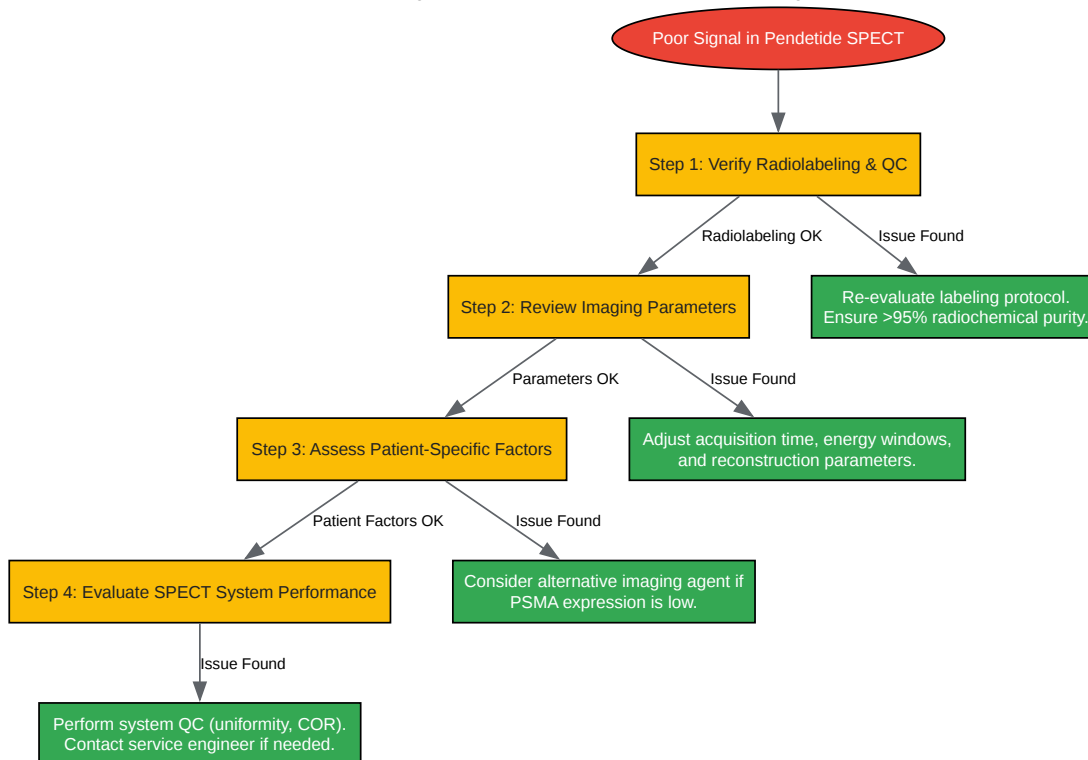 Poor Signal in Pendetide SPECT
Step 1: Verify Radiolabeling & QC
Radiolabeling OK
Issue Found
Step 2: Review Imaging Parameters
Re-evaluate labeling protocol.
Ensure >95% radiochemical purity.
Parameters OK
Issue Found
Step 3: Assess Patient-Specific Factors
Adjust acquisition time, energy windows,
and reconstruction parameters.
Patient Factors OK
Issue Found
Step 4: Evaluate SPECT System Performance
Consider alternative imaging agent if
PSMA expression is low.
Issue Found
Perform system QC (uniformity, COR).
Contact service engineer if needed.